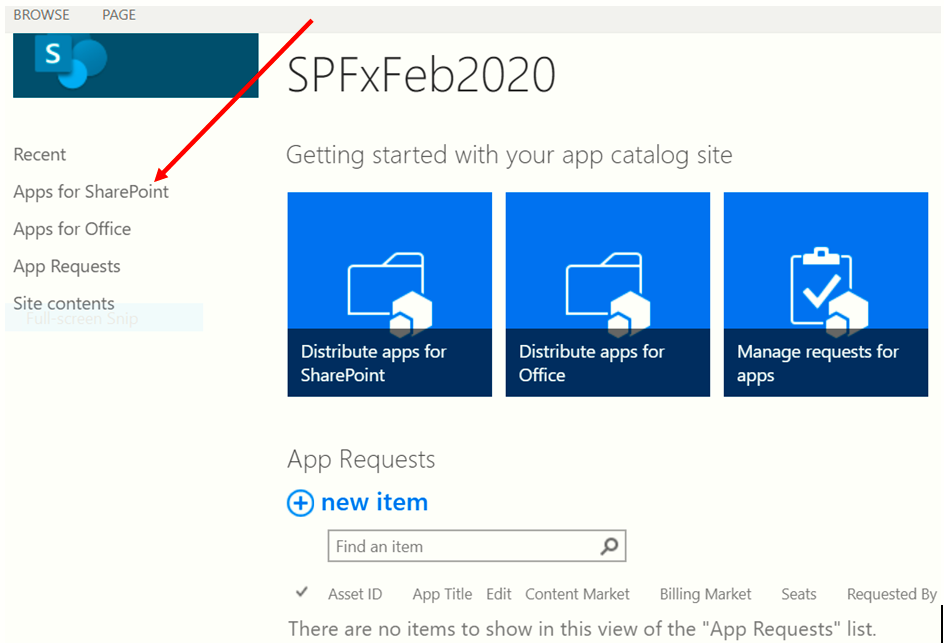 BROWSE PAGE
S
SPFxFeb2020
Recent
Apps for SharePoint
Apps for Office
App Requests
Site contents
Full-screen Snip
Getting started with your app catalog site
Distribute apps for
SharePoint
Distribute apps for
Office
Manage requests for
apps
App Requests
new item
Find an item
Asset ID App Title Edit Content Market Billing Market Seats Requested By
There are no items to show in this view of the "App Requests" list.